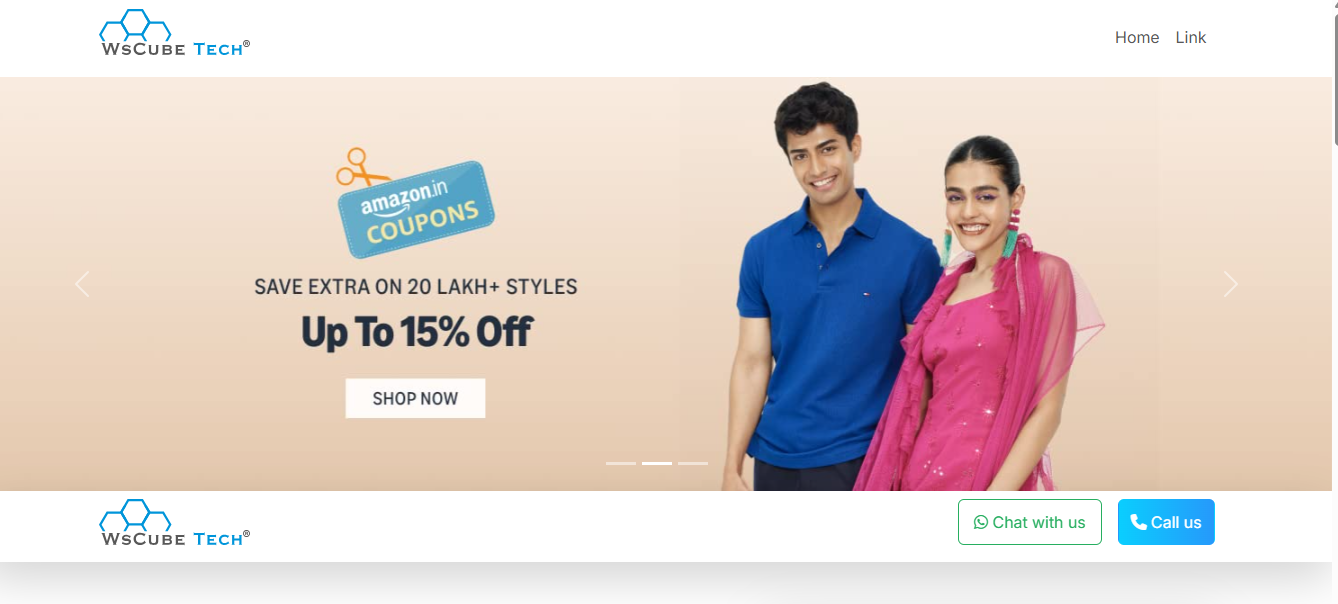 WsCube Tech®
Home Link
amazon.in
COUPONS
SAVE EXTRA ON 20 LAKH+ STYLES
Up To 15% Off
SHOP NOW
WsCube Tech®
Chat with us
Call us